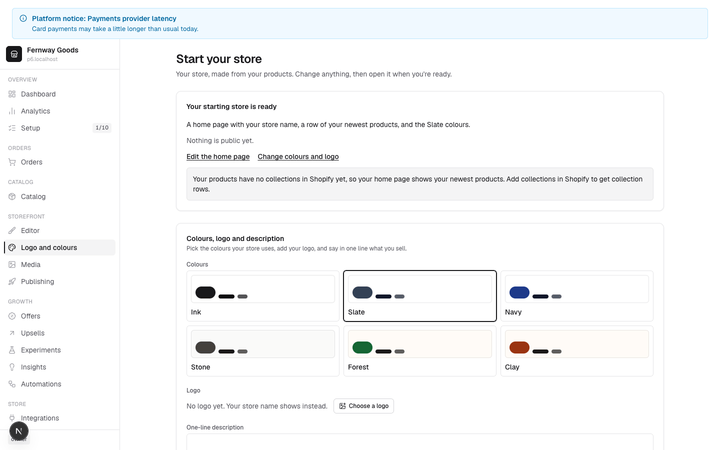 Platform notice: Payments provider latency
Card payments may take a little longer than usual today.
Fernway Goods
p6.localhost
OVERVIEW
Dashboard
Analytics
Setup 1/10
ORDERS
Orders
CATALOG
Catalog
STOREFRONT
Editor
Logo and colours
Media
Publishing
GROWTH
Offers
Upsells
Experiments
Insights
Automations
STORE
Integrations
N
Start your store
Your store, made from your products. Change anything, then open it when you're ready.
Your starting store is ready
A home page with your store name, a row of your newest products, and the Slate colours.
Nothing is public yet.
Edit the home page Change colours and logo
Your products have no collections in Shopify yet, so your home page shows your newest products. Add collections in Shopify to get collection
rows.
Colours, logo and description
Pick the colours your store uses, add your logo, and say in one line what you sell.
Colours
Ink Slate Navy
Stone Forest Clay
Logo
No logo yet. Your store name shows instead. Choose a logo
One-line description